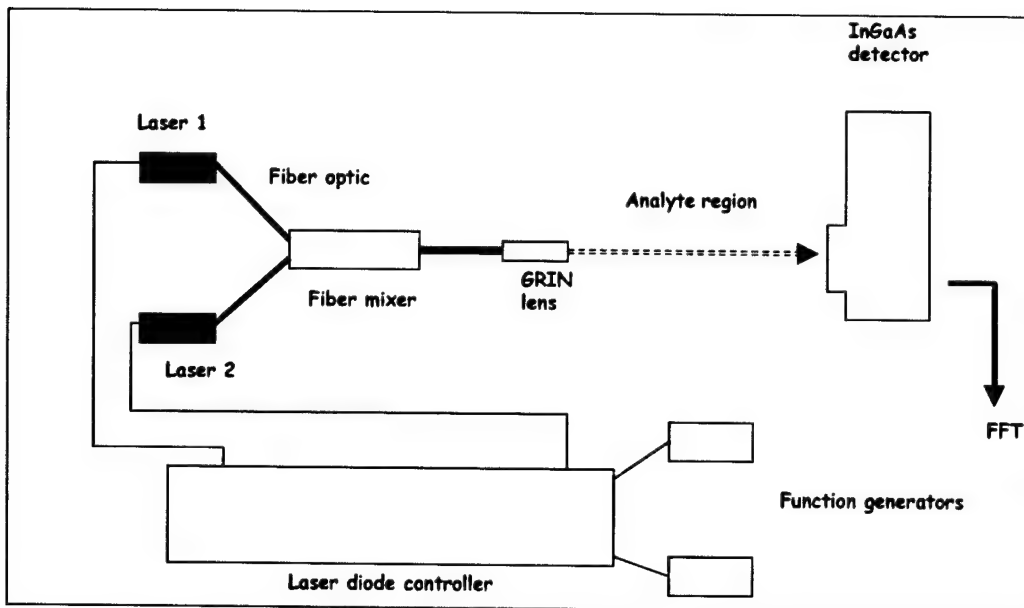 InGaAs
detector
Laser 1
Fiber optic
Analyte region
Fiber mixer
GRIN
lens
Laser 2
FFT
Function generators
Laser diode controller